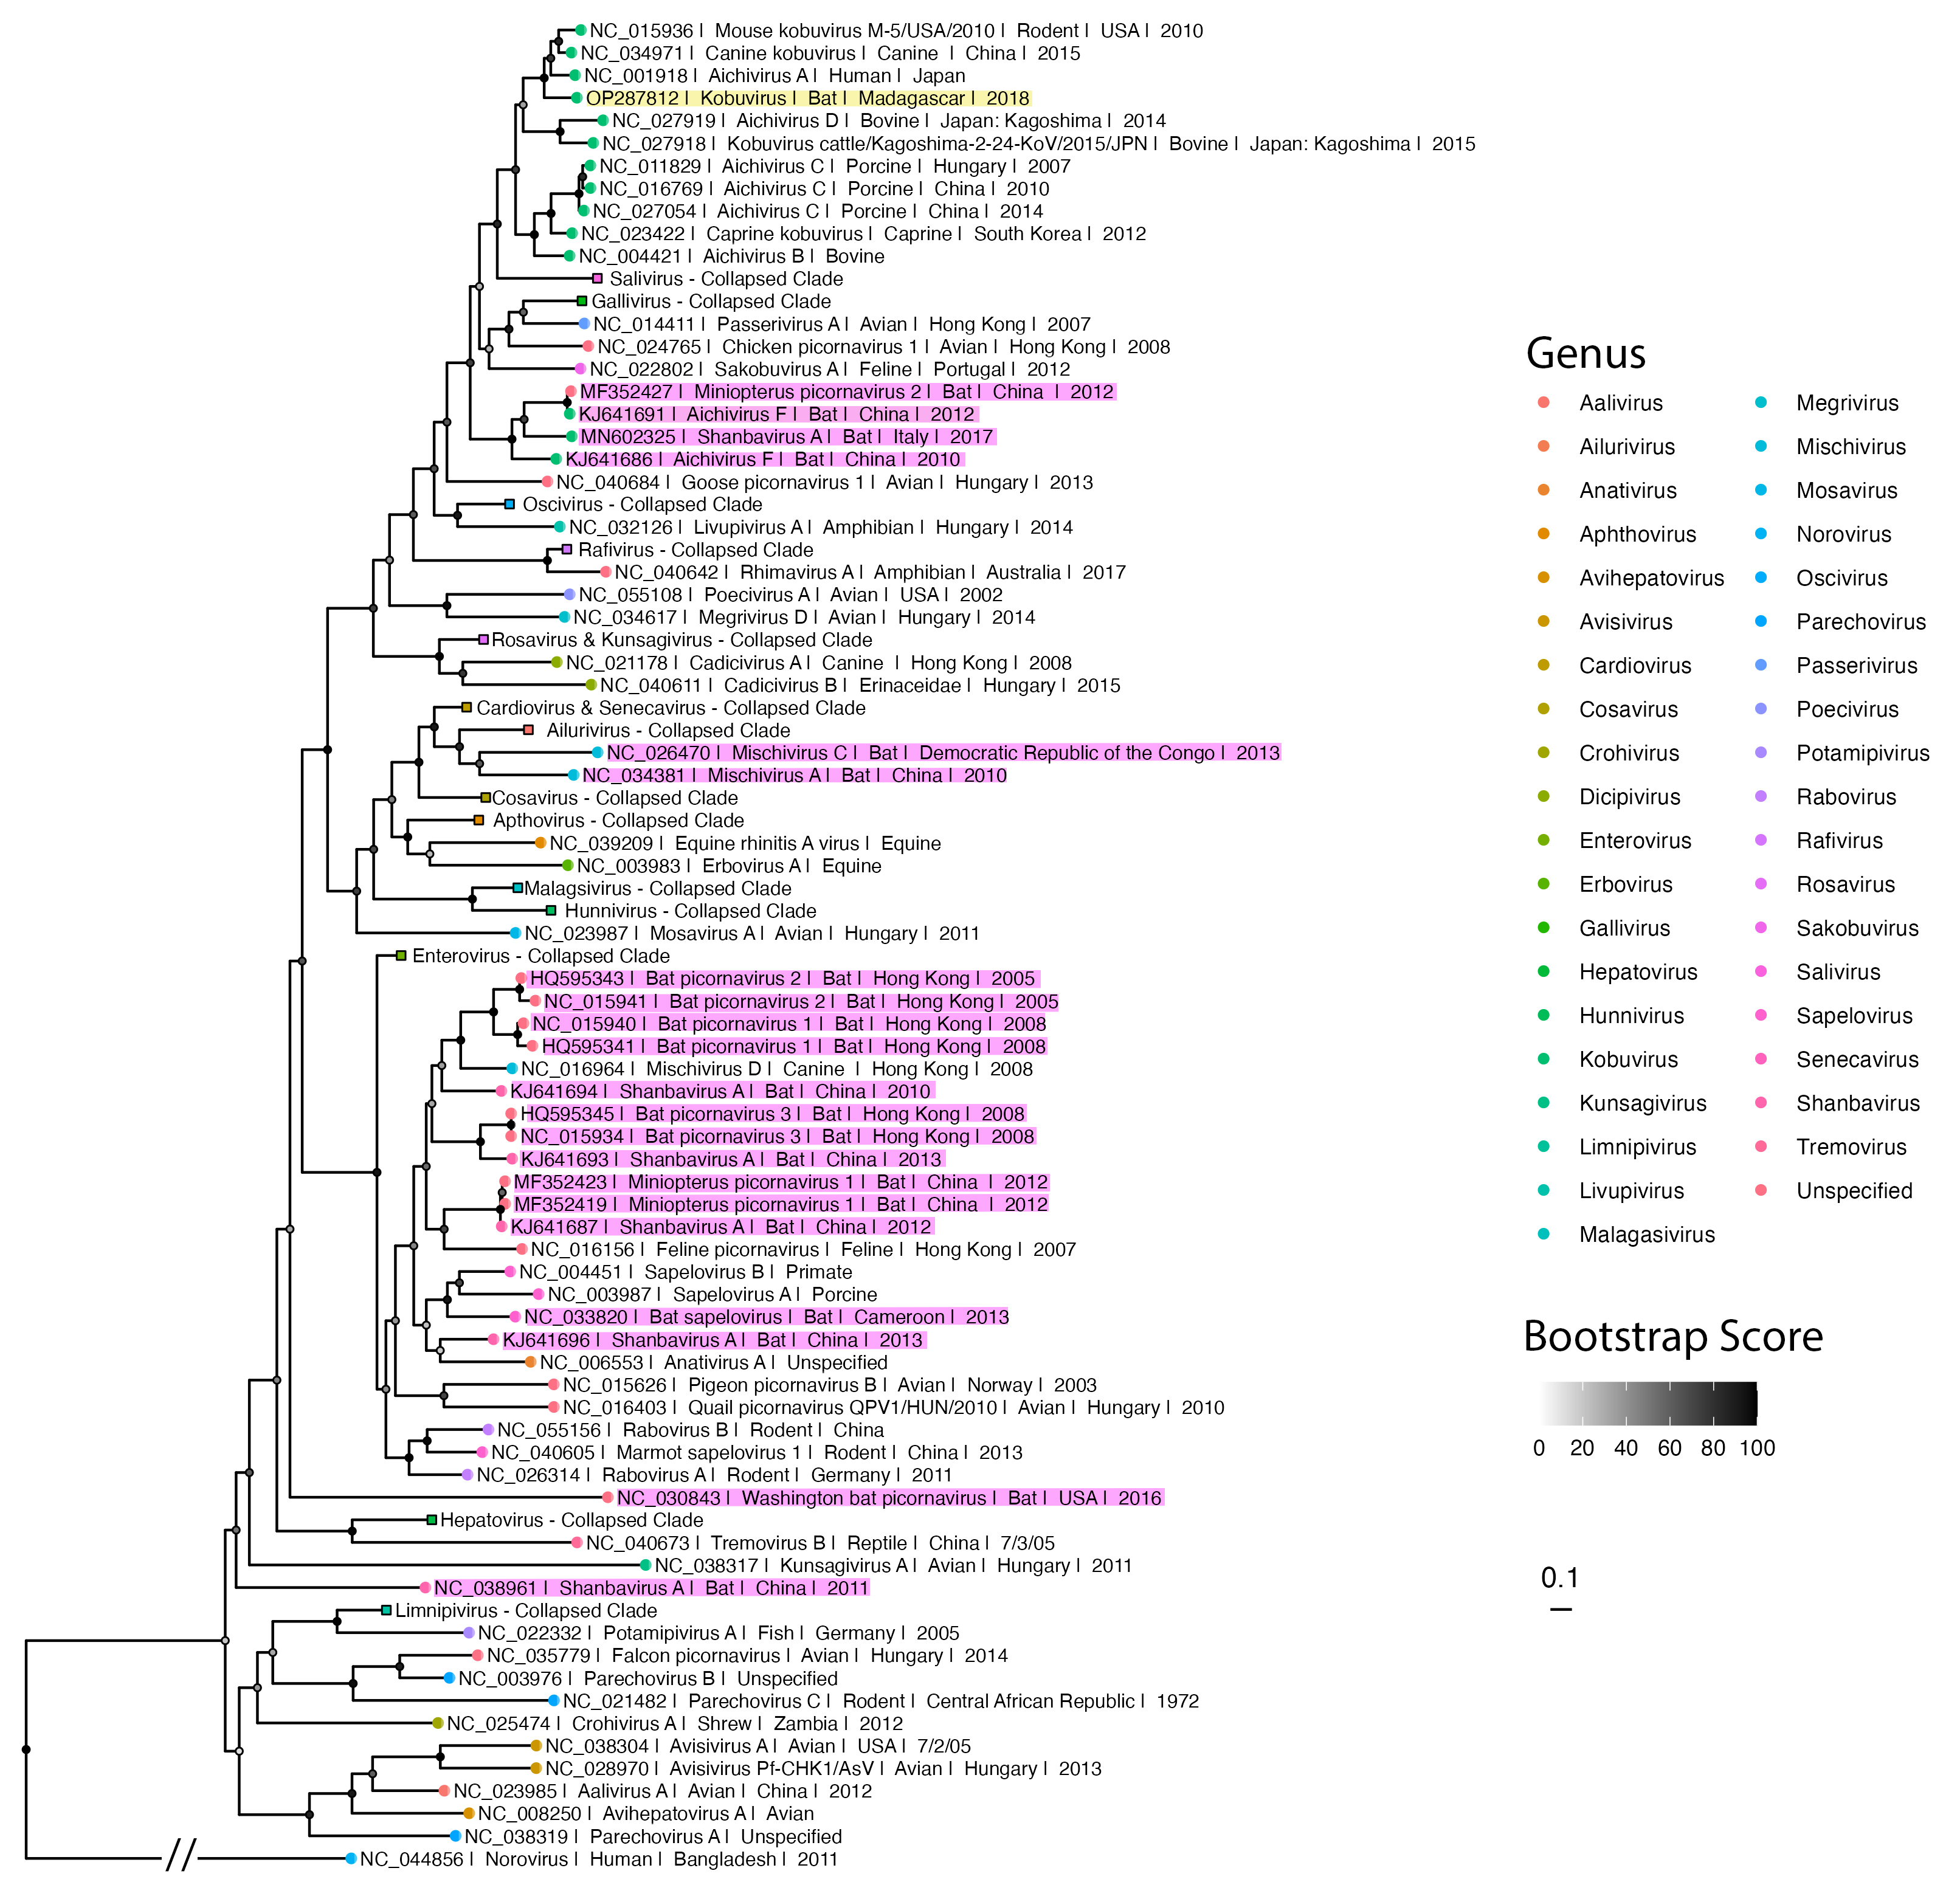 NC_015936 | Mouse kobuvirus M-5/USA/2010 | Rodent | USA | 2010
NC_034971 | Canine kobuvirus | Canine | China | 2015
NC_001918 | Aichivirus A | Human | Japan
OP287812 | Kobuvirus | Bat | Madagascar | 2018
NC_027919 | Aichivirus D | Bovine | Japan: Kagoshima | 2014
NC_027918 | Kobuvirus cattle/Kagoshima-2-24-KoV/2015/JPN | Bovine | Japan: Kagoshima | 2015
NC_011829 | Aichivirus C | Porcine | Hungary | 2007
NC_016769 | Aichivirus C | Porcine | China | 2010
NC_027054 | Aichivirus C | Porcine | China | 2014
NC_023422 | Caprine kobuvirus | Caprine | South Korea | 2012
NC_004421 | Aichivirus B | Bovine
Salivirus - Collapsed Clade
Gallivirus - Collapsed Clade
NC_014411 | Passerivirus A | Avian | Hong Kong | 2007
NC_024765 | Chicken picornavirus 1 | Avian | Hong Kong | 2008
NC_022802 | Sakobuvirus A | Feline | Portugal | 2012
MF352427 | Miniopterus picornavirus 2 | Bat | China | 2012
KJ641691 | Aichivirus F | Bat | China | 2012
MN602325 | Shanbavirus A | Bat | Italy | 2017
KJ641686 | Aichivirus F | Bat | China | 2010
NC_040684 | Goose picornavirus 1 | Avian | Hungary | 2013
Oscivirus - Collapsed Clade
NC_032126 | Livupivirus A | Amphibian | Hungary | 2014
Rafivirus - Collapsed Clade
NC_040642 | Rhimavirus A | Amphibian | Australia | 2017
NC_055108 | Poecivirus A | Avian | USA | 2002
NC_034617 | Megrivirus D | Avian | Hungary | 2014
Rosavirus & Kunsagivirus - Collapsed Clade
NC_021178 | Cadicivirus A | Canine | Hong Kong | 2008
NC_040611 | Cadicivirus B | Erinaceidae | Hungary | 2015
Cardiovirus & Senecavirus - Collapsed Clade
Ailurivirus - Collapsed Clade
NC_026470 | Mischivirus C | Bat | Democratic Republic of the Congo | 2013
NC_034381 | Mischivirus A | Bat | China | 2010
Cosavirus - Collapsed Clade
Apthovirus - Collapsed Clade
NC_039209 | Equine rhinitis A virus | Equine
NC_003983 | Erbovirus A | Equine
Malagsivirus - Collapsed Clade
Hunnivirus - Collapsed Clade
NC_023987 | Mosavirus A | Avian | Hungary | 2011
Enterovirus - Collapsed Clade
HQ595343 | Bat picornavirus 2 | Bat | Hong Kong | 2005
NC_015941 | Bat picornavirus 2 | Bat | Hong Kong | 2005
NC_015940 | Bat picornavirus 1 | Bat | Hong Kong | 2008
HQ595341 | Bat picornavirus 1 | Bat | Hong Kong | 2008
NC_016964 | Mischivirus D | Canine | Hong Kong | 2008
KJ641694 | Shanbavirus A | Bat | China | 2010
HQ595345 | Bat picornavirus 3 | Bat | Hong Kong | 2008
NC_015934 | Bat picornavirus 3 | Bat | Hong Kong | 2008
KJ641693 | Shanbavirus A | Bat | China | 2013
MF352423 | Miniopterus picornavirus 1 | Bat | China | 2012
MF352419 | Miniopterus picornavirus 1 | Bat | China | 2012
KJ641687 | Shanbavirus A | Bat | China | 2012
NC_016156 | Feline picornavirus | Feline | Hong Kong | 2007
NC_004451 | Sapelovirus B | Primate
NC_003987 | Sapelovirus A | Porcine
NC_033820 | Bat sapelovirus | Bat | Cameroon | 2013
KJ641696 | Shanbavirus A | Bat | China | 2013
NC_006553 | Anativirus A | Unspecified
NC_015626 | Pigeon picornavirus B | Avian | Norway | 2003
NC_016403 | Quail picornavirus QPV1/HUN/2010 | Avian | Hungary | 2010
NC_055156 | Rabovirus B | Rodent | China
NC_040605 | Marmot sapelovirus 1 | Rodent | China | 2013
NC_026314 | Rabovirus A | Rodent | Germany | 2011
NC_030843 | Washington bat picornavirus | Bat | USA | 2016
Hepatovirus - Collapsed Clade
NC_040673 | Tremovirus B | Reptile | China | 7/3/05
NC_038317 | Kunsagivirus A | Avian | Hungary | 2011
NC_038961 | Shanbavirus A | Bat | China | 2011
Limnipivirus - Collapsed Clade
NC_022332 | Potamipivirus A | Fish | Germany | 2005
NC_035779 | Falcon picornavirus | Avian | Hungary | 2014
NC_003976 | Parechovirus B | Unspecified
NC_021482 | Parechovirus C | Rodent | Central African Republic | 1972
NC_025474 | Crohivirus A | Shrew | Zambia | 2012
NC_038304 | Avisivirus A | Avian | USA | 7/2/05
NC_028970 | Avisivirus Pf-CHK1/AsV | Avian | Hungary | 2013
NC_023985 | Aalivirus A | Avian | China | 2012
NC_008250 | Avihepatovirus A | Avian
NC_038319 | Parechovirus A | Unspecified
NC_044856 | Norovirus | Human | Bangladesh | 2011
Genus
Aalivirus
Ailurivirus
Anativirus
Aphthovirus
Avihepatovirus
Avisivirus
Cardiovirus
Cosavirus
Crohivirus
Dicipivirus
Enterovirus
Erbovirus
Gallivirus
Hepatovirus
Hunnivirus
Kobuvirus
Kunsagivirus
Limnipivirus
Livupivirus
Malagasivirus
Megrivirus
Mischivirus
Mosavirus
Norovirus
Oscivirus
Parechovirus
Passerivirus
Poecivirus
Potamipivirus
Rabovirus
Rafivirus
Rosavirus
Sakobuvirus
Salivirus
Sapelovirus
Senecavirus
Shanbavirus
Tremovirus
Unspecified
Bootstrap Score
0 20 40 60 80 100
0.1